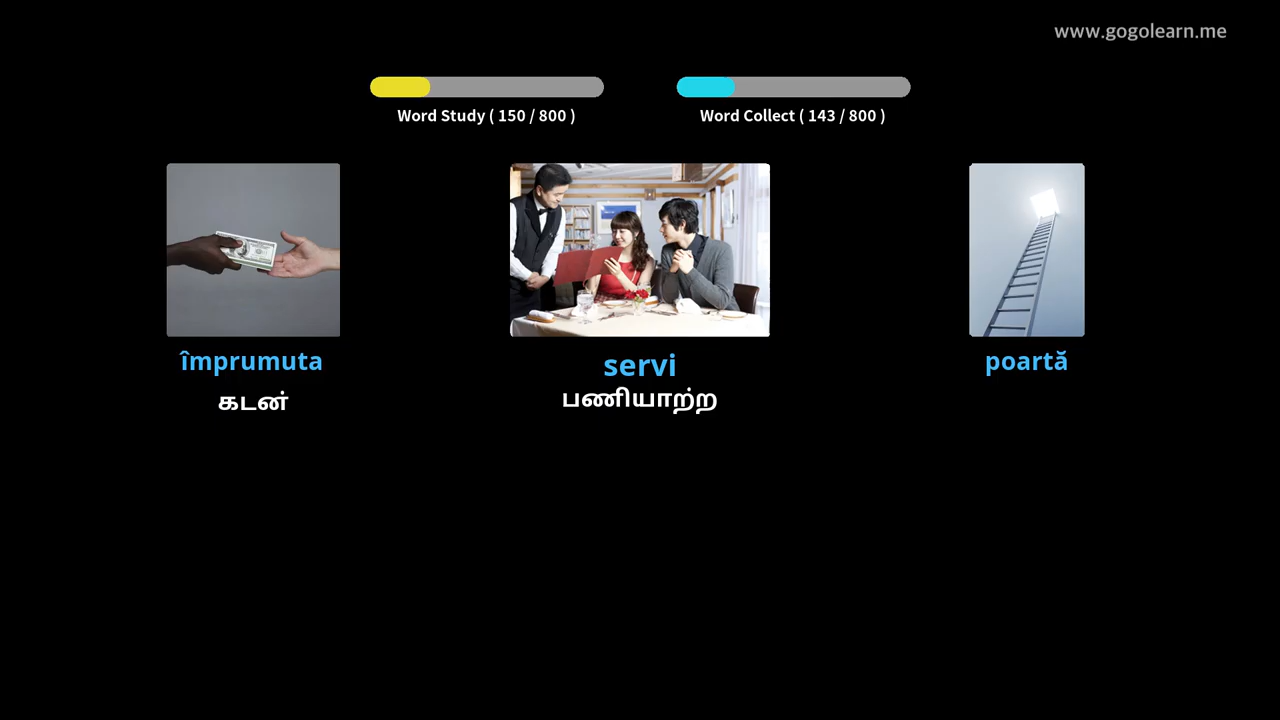 www.gogolearn.me
Word Study ( 150 / 800 )
Word Collect ( 143 / 800 )
împrumuta
கடன்
servi
பணியாற்ற
poartă